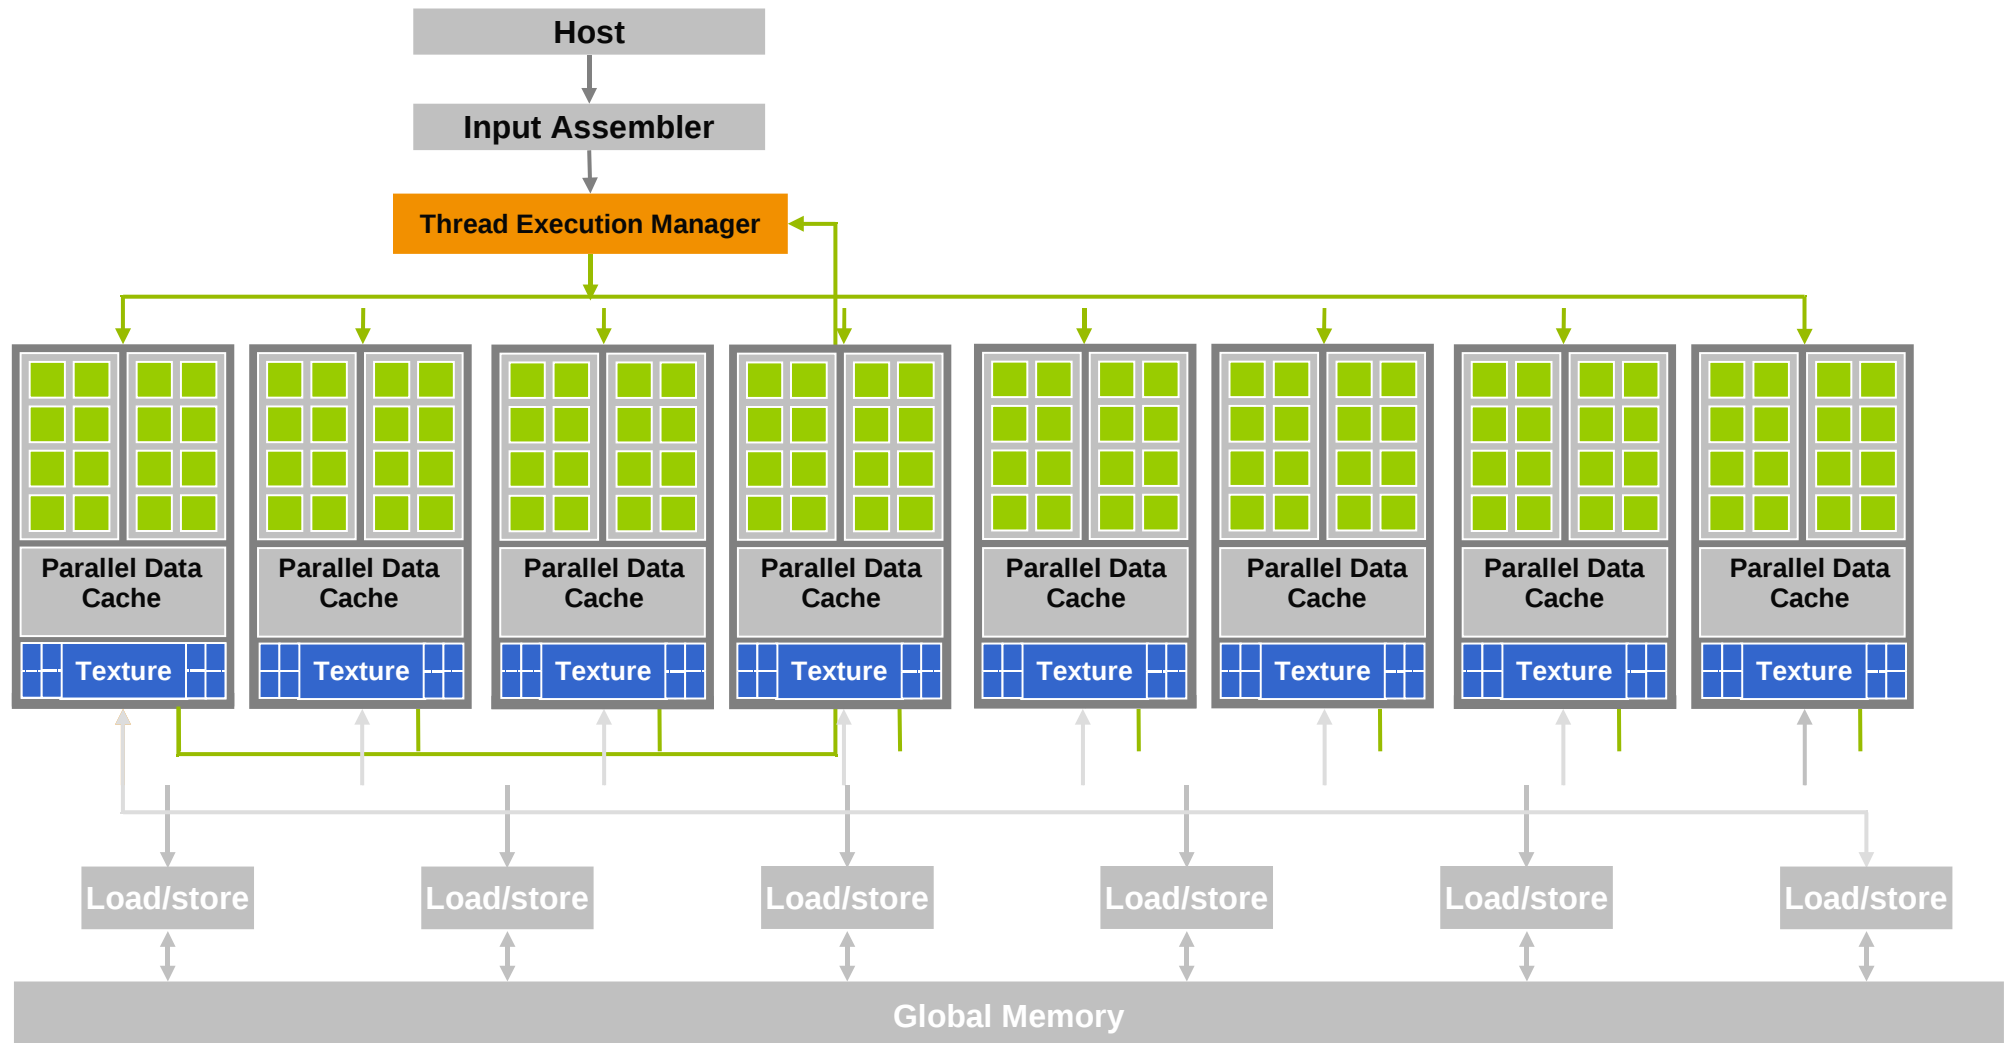 Host
Input Assembler
Thread Execution Manager
Parallel Data
Cache
Parallel Data
Cache
Parallel Data
Cache
Parallel Data
Cache
Parallel Data
Cache
Parallel Data
Cache
Parallel Data
Cache
Parallel Data
Cache
Texture
Texture
Texture
Texture
Texture
Texture
Texture
Texture
Load/store
Load/store
Load/store
Load/store
Load/store
Load/store
Global Memory